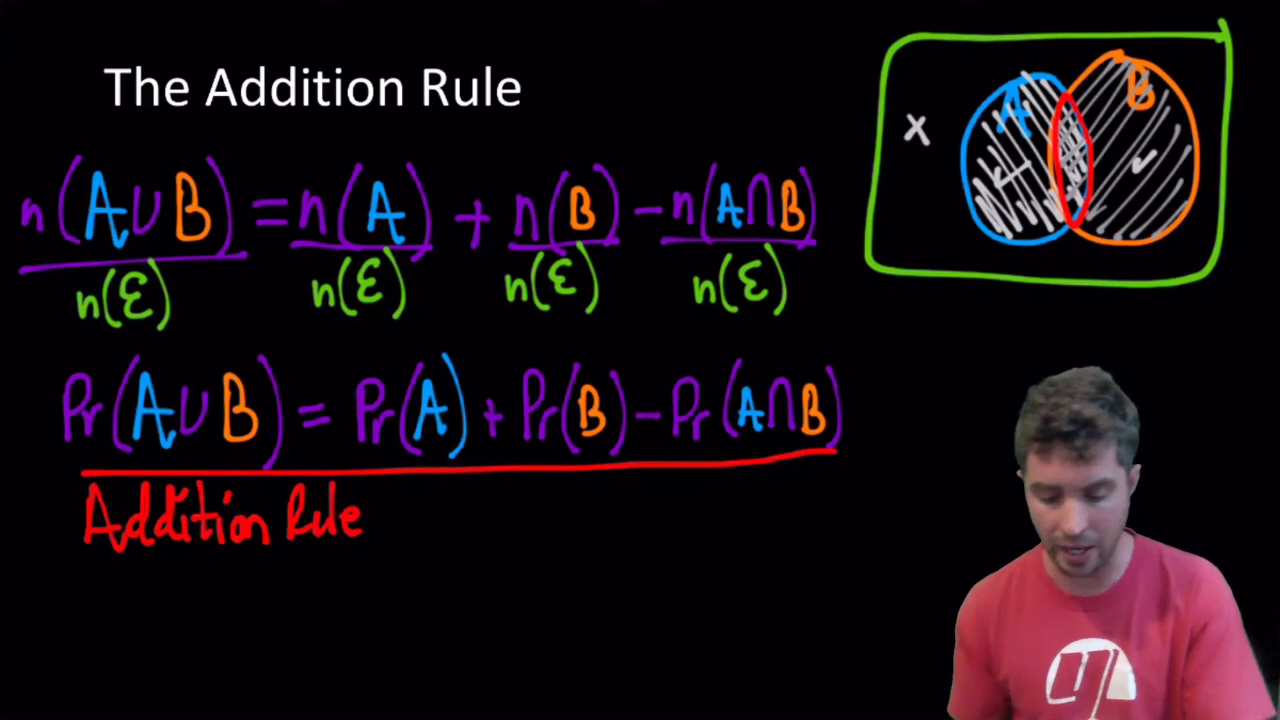 The Addition Rule
n(A∪B) = n(A) + n(B) - n(A∩B)
n(Ɛ) n(Ɛ) n(Ɛ) n(Ɛ)
Pr(A∪B) = Pr(A) + Pr(B) - Pr(A∩B)
Addition Rule
A
B
x